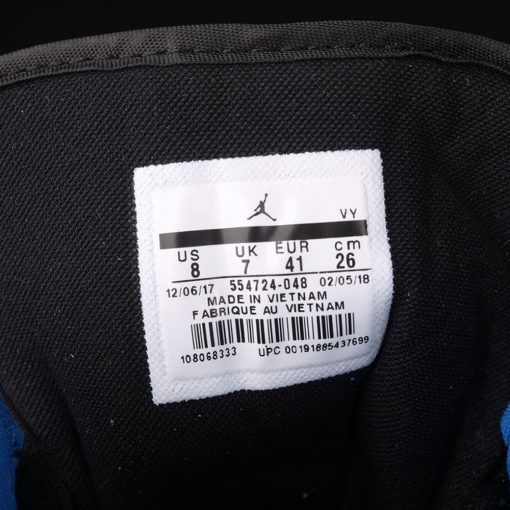 VY
US UK EUR cm
8 7 41 26
12/06/17 554724-048 02/05/18
MADE IN VIETNAM
FABRIQUE AU VIETNAM
108068333 UPC 00191885437699